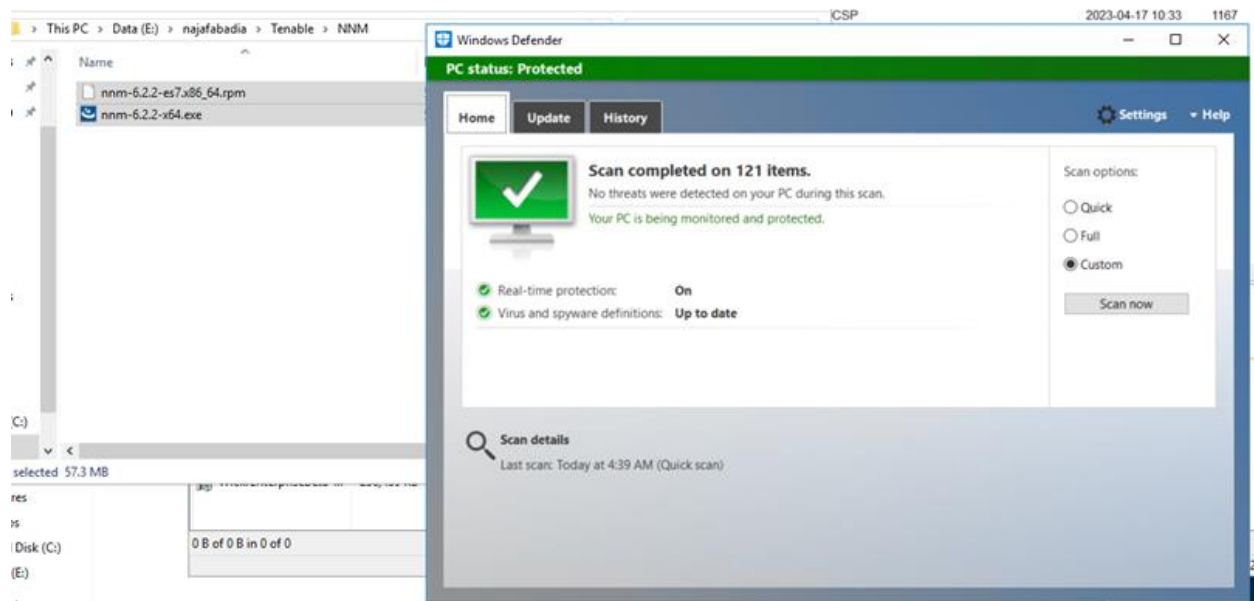 CSP
2023-04-17 10:33 1167
> This PC > Data (E:) > najafabadia > Tenable > NNM
Name
nnm-6.2.2-es7.x86_64.rpm
nnm-6.2.2-x64.exe
C:)
selected 57.3 MB
res
os
Disk (C:)
(E:)
0 B of 0 B in 0 of 0
Windows Defender
PC status: Protected
Home
Update
History
Settings
Help
Scan completed on 121 items.
No threats were detected on your PC during this scan.
Your PC is being monitored and protected.
Real-time protection: On
Virus and spyware definitions: Up to date
Scan options:
Quick
Full
Custom
Scan now
Scan details
Last scan: Today at 4:39 AM (Quick scan)